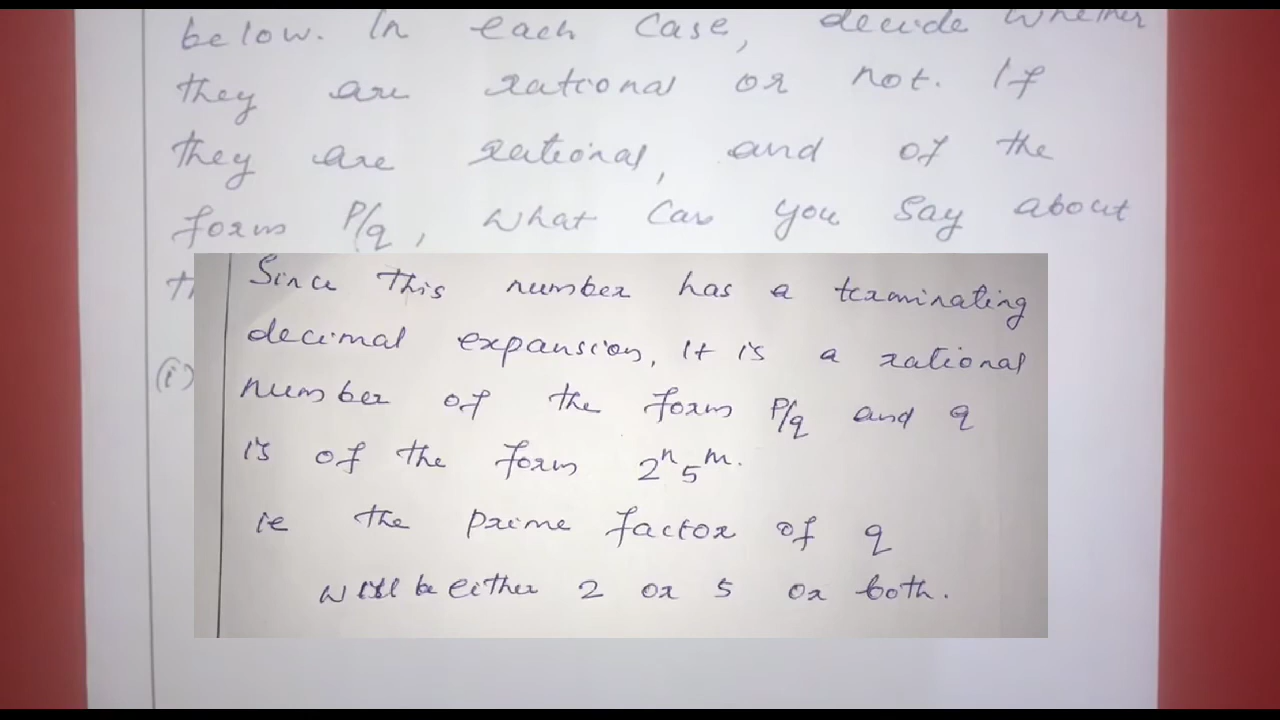 below. In each case, decide whether
they are rational or not. If
they are rational, and of the
form P/q, what can you say about
th
(i)
Since this number has a terminating
decimal expansion, It is a rational
number of the form P/q and q
is of the form 2ⁿ5ᵐ.
ie the prime factor of q
will be either 2 or 5 or both.